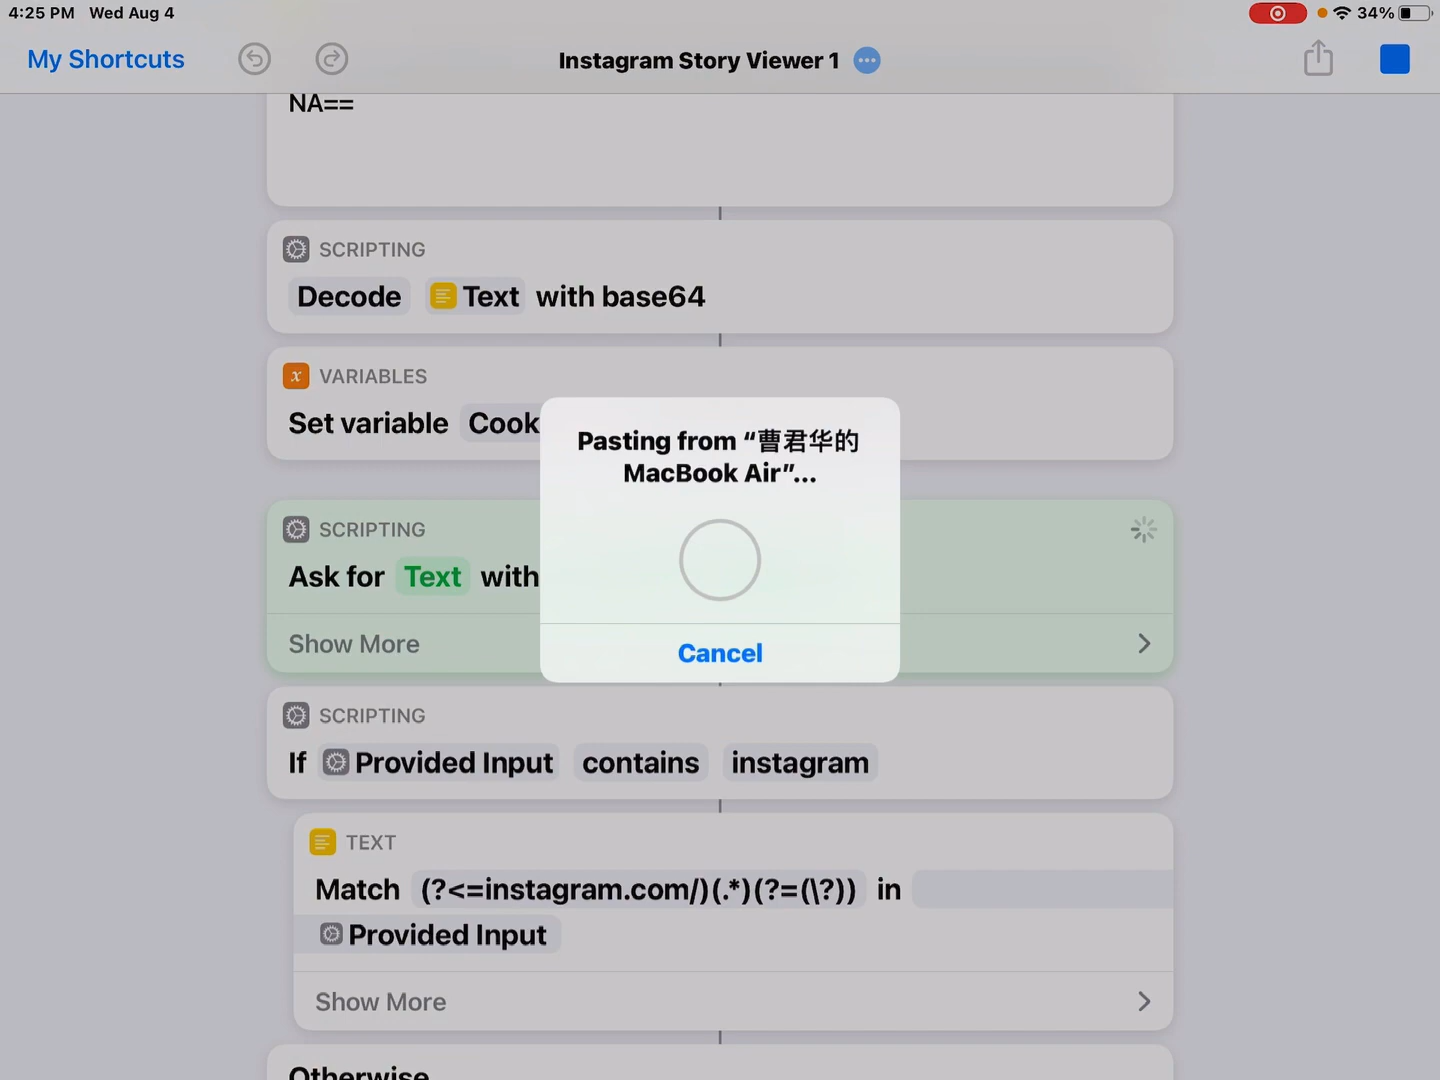 4:25 PM Wed Aug 4
34%
My Shortcuts
Instagram Story Viewer 1
NA==
SCRIPTING
Decode Text with base64
VARIABLES
Set variable Cook
Pasting from “曹君华的
MacBook Air”...
Cancel
SCRIPTING
Ask for Text with
Show More
SCRIPTING
If Provided Input contains instagram
TEXT
Match (?<=instagram.com/)(.*)(?=(\?)) in
Provided Input
Show More
Otherwise